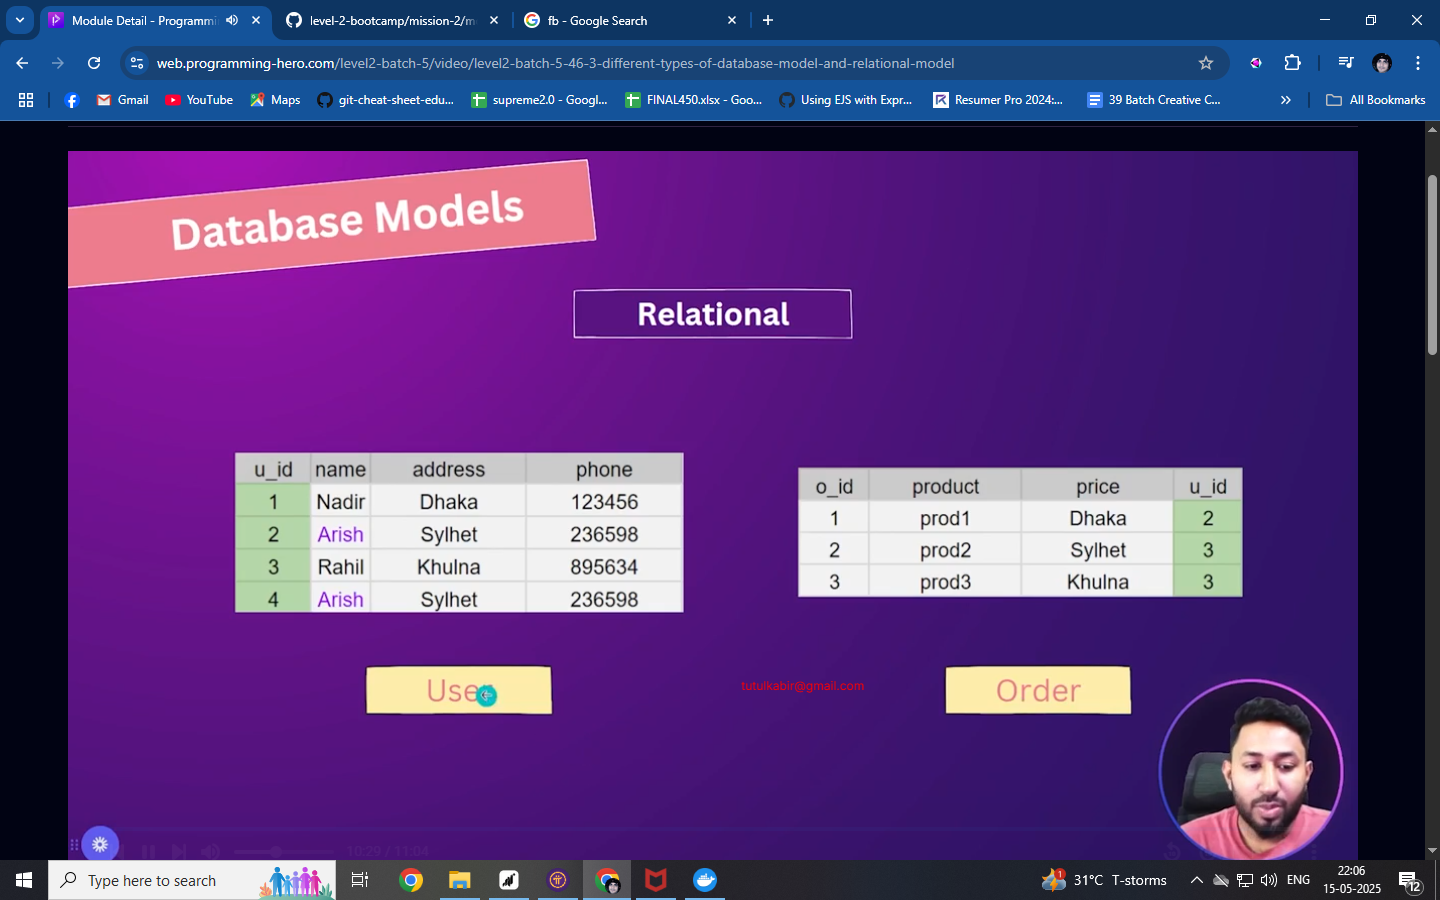 Module Detail - Programmi
level-2-bootcamp/mission-2/m
fb - Google Search
web.programming-hero.com/level2-batch-5/video/level2-batch-5-46-3-different-types-of-database-model-and-relational-model
Gmail
YouTube
Maps
git-cheat-sheet-edu...
supreme2.0 - Googl...
FINAL450.xlsx - Goo...
Using EJS with Expr...
Resumer Pro 2024:...
39 Batch Creative C...
All Bookmarks
Database Models
Relational
u_id name address phone
1 Nadir Dhaka 123456
2 Arish Sylhet 236598
3 Rahil Khulna 895634
4 Arish Sylhet 236598
o_id product price u_id
1 prod1 Dhaka 2
2 prod2 Sylhet 3
3 prod3 Khulna 3
User
tutulkabir@gmail.com
Order
10:29 / 11:04
Type here to search
1
31°C T-storms
ENG
22:06
15-05-2025
12